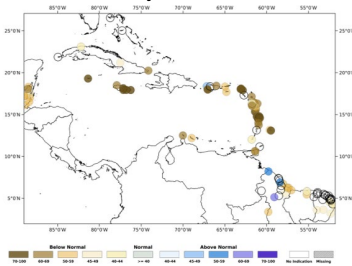 85°W 80°W 75°W 70°W 65°W 60°W 55°W
25°N 25°N
20°N 20°N
15°N 15°N
10°N 10°N
5°N 5°N
85°W 80°W 75°W 70°W 65°W 60°W 55°W
Below Normal Normal Above Normal
70-100 60-69 50-59 45-49 40-44 >= 40 40-44 45-49 50-59 60-69 70-100 No indication Missing